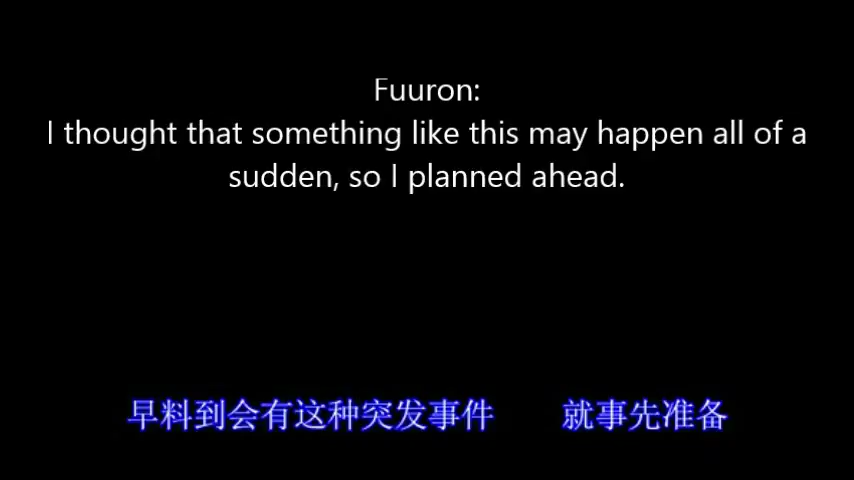 Fuuron:
I thought that something like this may happen all of a
sudden, so I planned ahead.
早料到会有这种突发事件 就事先准备